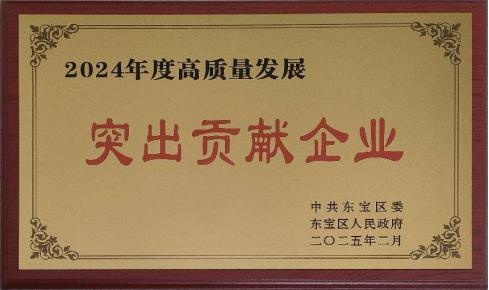 2024年度高质量发展
突出贡献企业
中共东宝区委
东宝区人民政府
二〇二五年二月